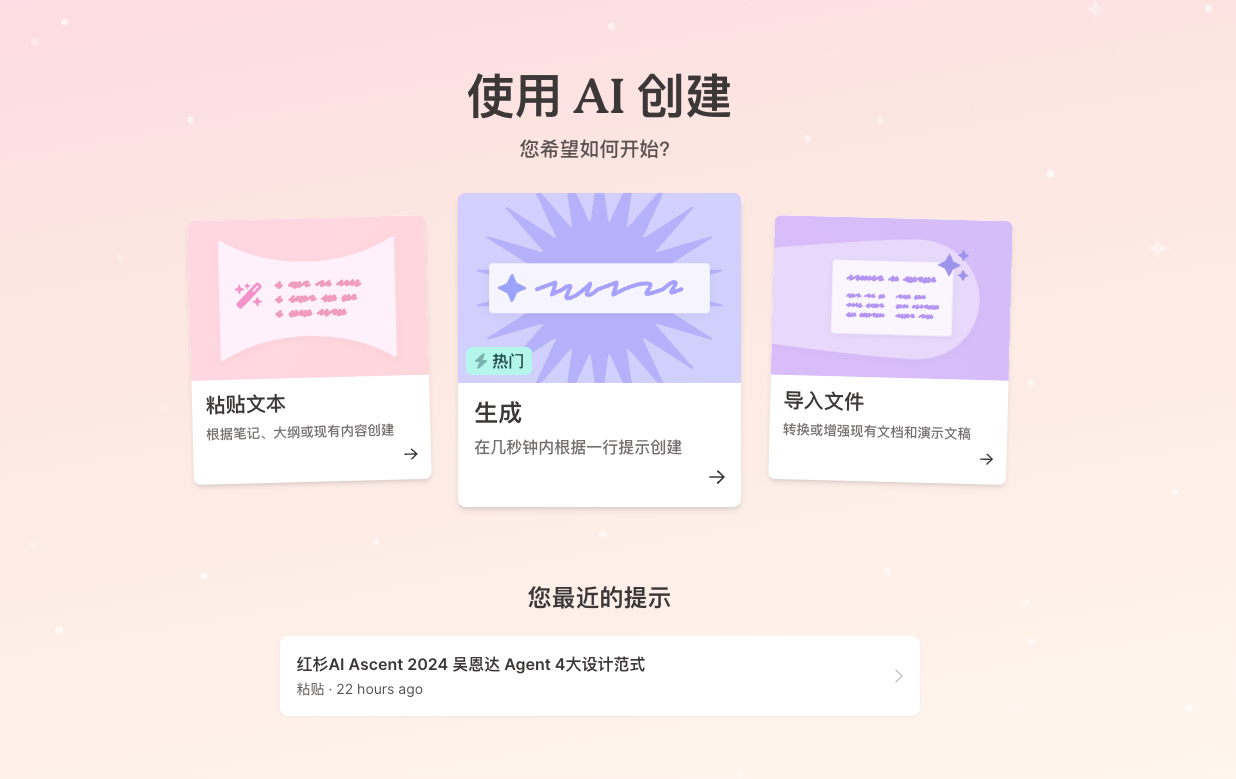 使用 AI 创建
您希望如何开始?
粘贴文本
根据笔记、大纲或现有内容创建
热门
生成
在几秒钟内根据一行提示创建
导入文件
转换或增强现有文档和演示文稿
您最近的提示
红杉AI Ascent 2024 吴恩达 Agent 4大设计范式
粘贴 · 22 hours ago